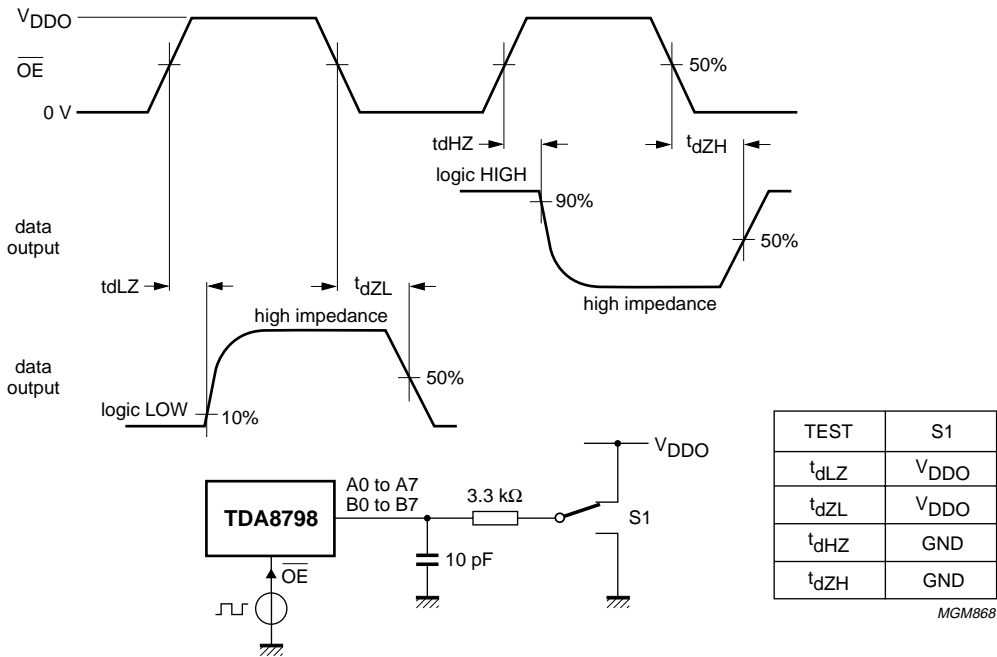 VDDO
OE
50%
0 V
tdHZ
tdZH
logic HIGH
90%
data
output
50%
tdLZ
tdZL
high impedance
high impedance
data
output
50%
logic LOW
10%
VDDO
TEST S1
A0 to A7
B0 to B7
3.3 kΩ
tdLZ VDDO
TDA8798
S1
tdZL VDDO
10 pF
tdHZ GND
OE
tdZH GND
MGM868